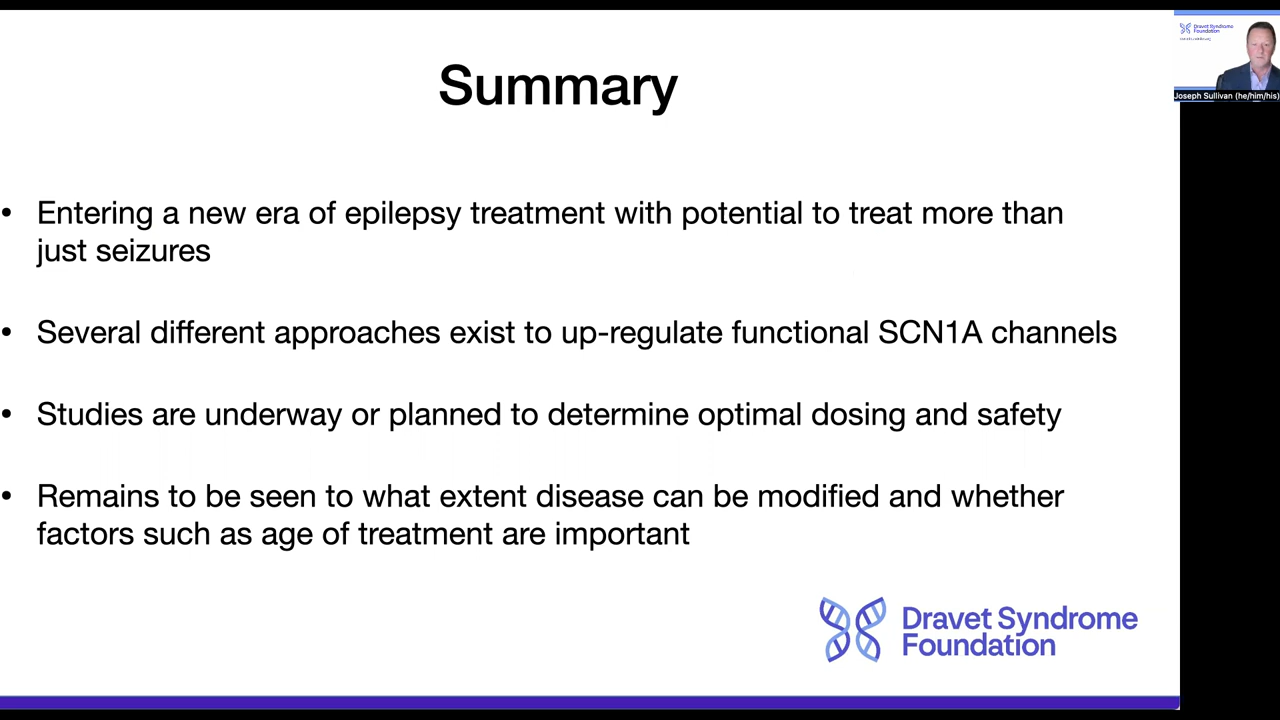 Summary
• Entering a new era of epilepsy treatment with potential to treat more than
just seizures
• Several different approaches exist to up-regulate functional SCN1A channels
• Studies are underway or planned to determine optimal dosing and safety
• Remains to be seen to what extent disease can be modified and whether
factors such as age of treatment are important
Dravet Syndrome
Foundation
Dravet Syndrome
Foundation
Joseph Sullivan (he/him/his)